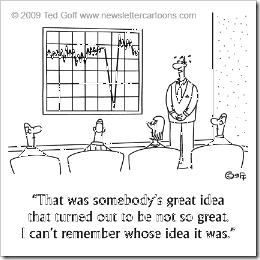 © 2009 Ted Goff www.newslettercartoons.com
©GFF
"That was somebody's great idea
that turned out to be not so great.
I can't remember whose idea it was."